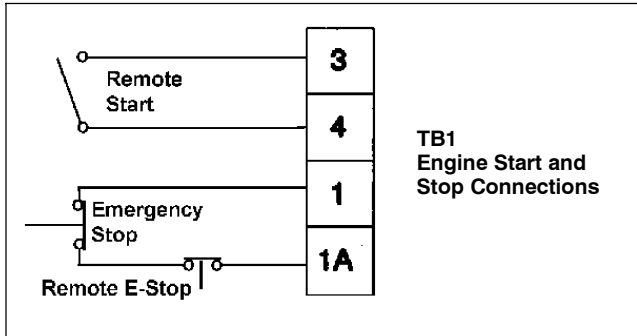 Remote
Start
3
4
TB1
Engine Start and
Stop Connections
Emergency
Stop
1
1A
Remote E-Stop